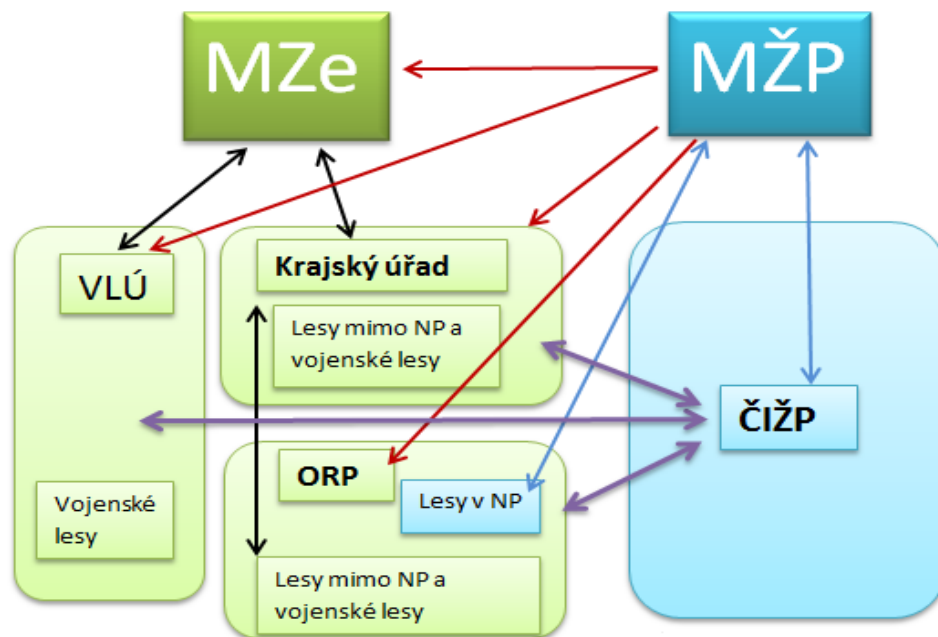 MZe
MŽP
VLÚ
Krajský úřad
Lesy mimo NP a
vojenské lesy
ČIŽP
ORP
Lesy v NP
Vojenské
lesy
Lesy mimo NP a
vojenské lesy